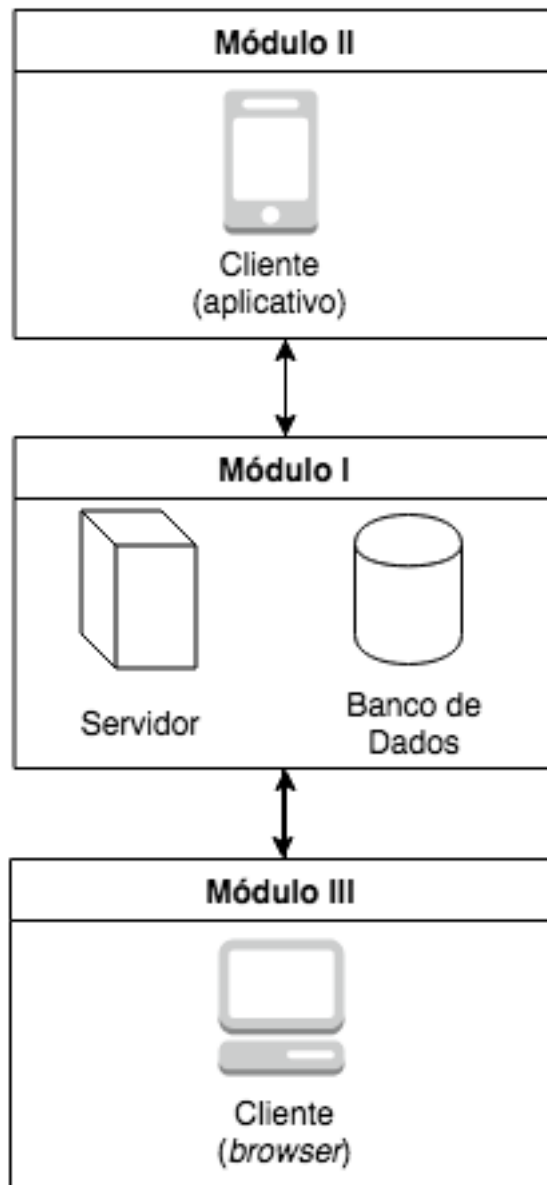 Módulo II
Cliente
(aplicativo)
Módulo I
Servidor
Banco de
Dados
Módulo III
Cliente
(browser)